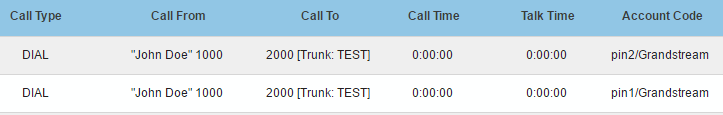 Call Type Call From Call To Call Time Talk Time Account Code
DIAL "John Doe" 1000 2000 [Trunk: TEST] 0:00:00 0:00:00 pin2/Grandstream
DIAL "John Doe" 1000 2000 [Trunk: TEST] 0:00:00 0:00:00 pin1/Grandstream